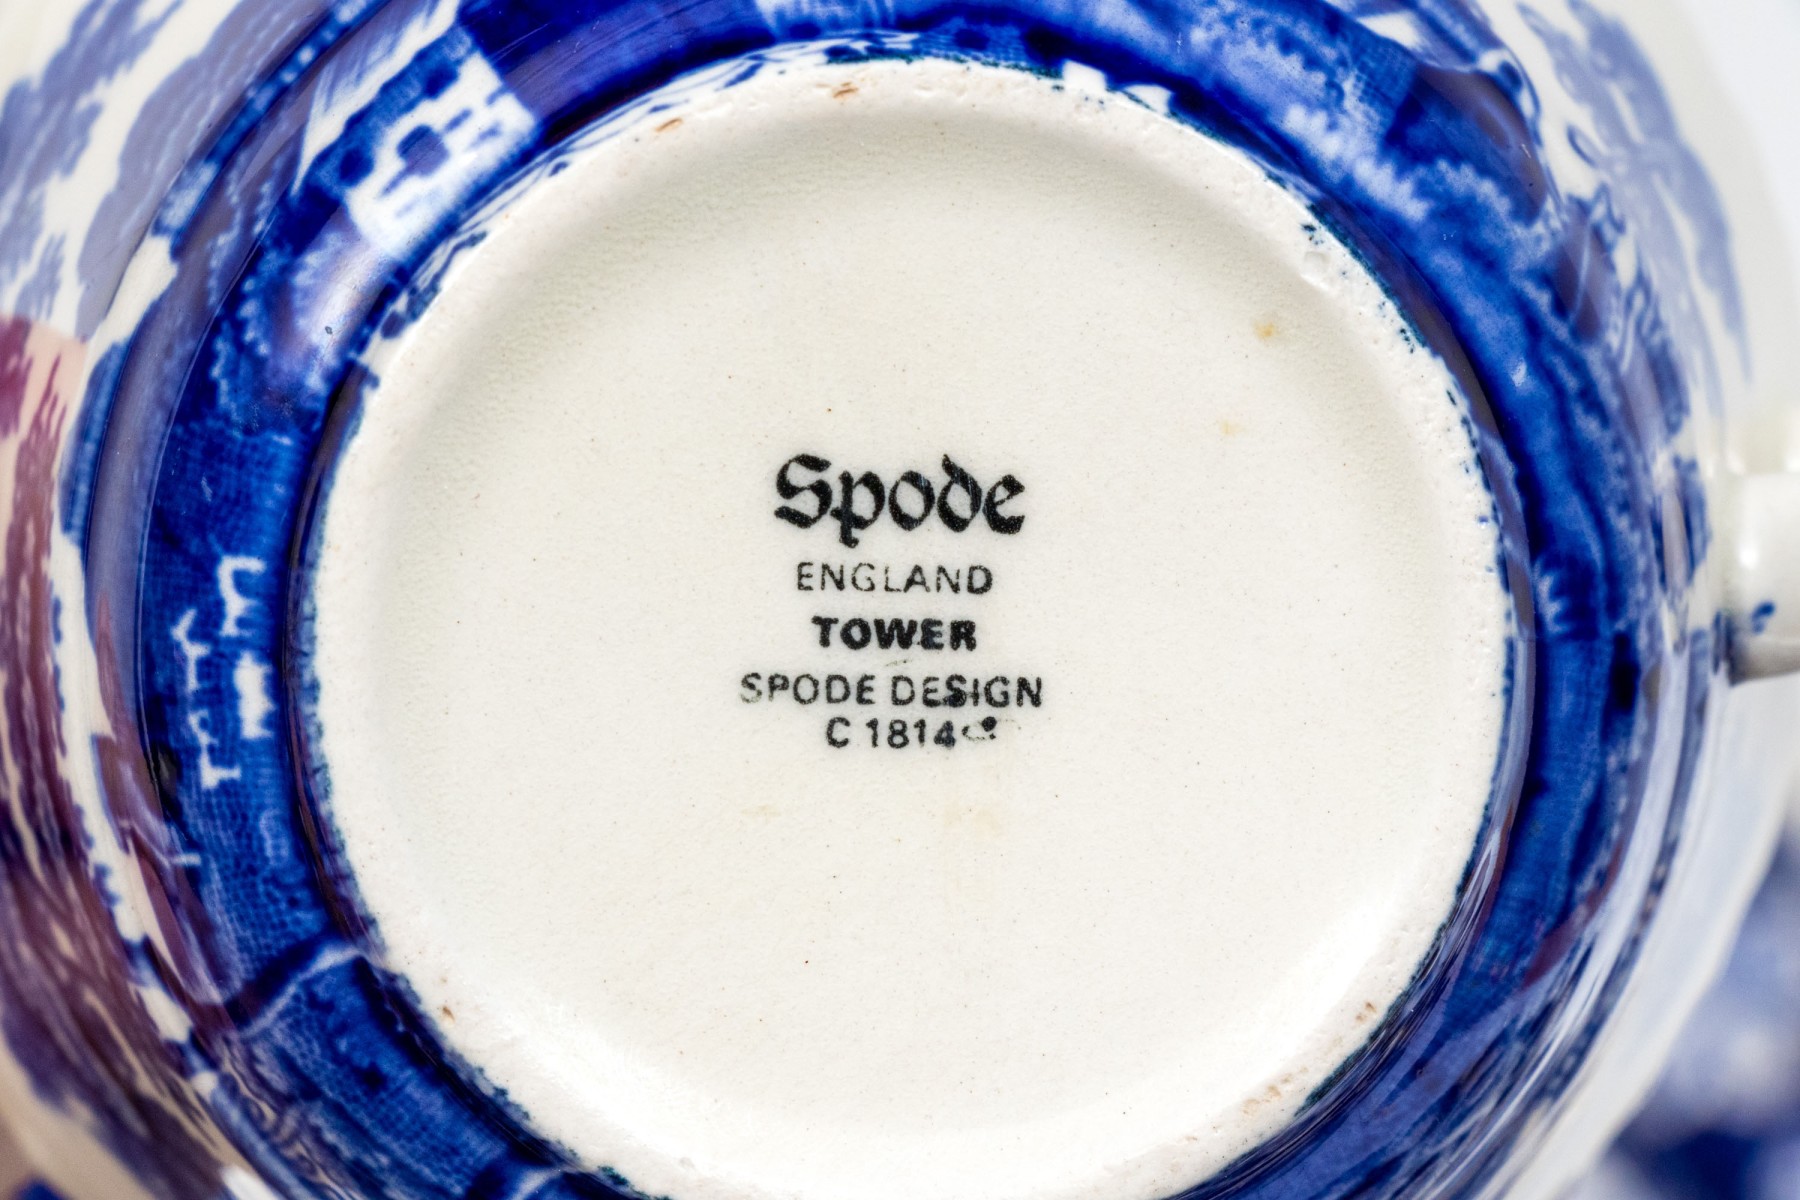 Spode
ENGLAND
TOWER
SPODE DESIGN
C 1814